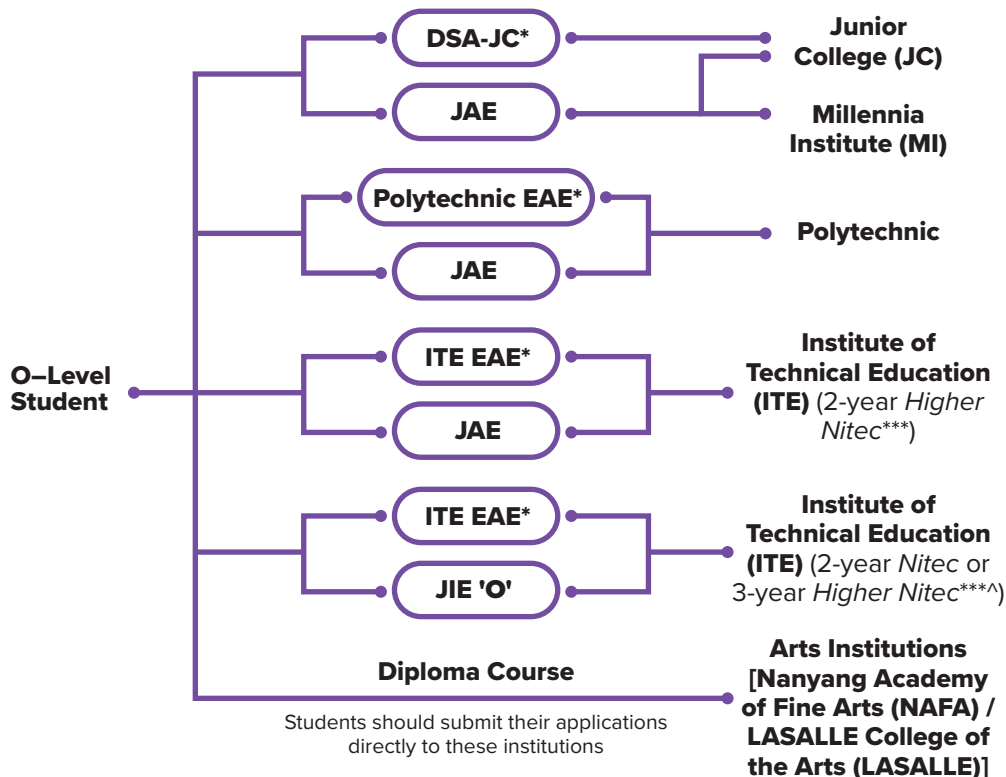 DSA-JC*
Junior
College (JC)
JAE
Millennia
Institute (MI)
Polytechnic EAE*
Polytechnic
JAE
O–Level
Student
ITE EAE*
Institute of
Technical Education
(ITE) (2-year Higher
Nitec***)
JAE
ITE EAE*
Institute of
Technical Education
(ITE) (2-year Nitec or
3-year Higher Nitec***^)
JIE 'O'
Diploma Course
Students should submit their applications
directly to these institutions
Arts Institutions
[Nanyang Academy
of Fine Arts (NAFA) /
LASALLE College of
the Arts (LASALLE)]